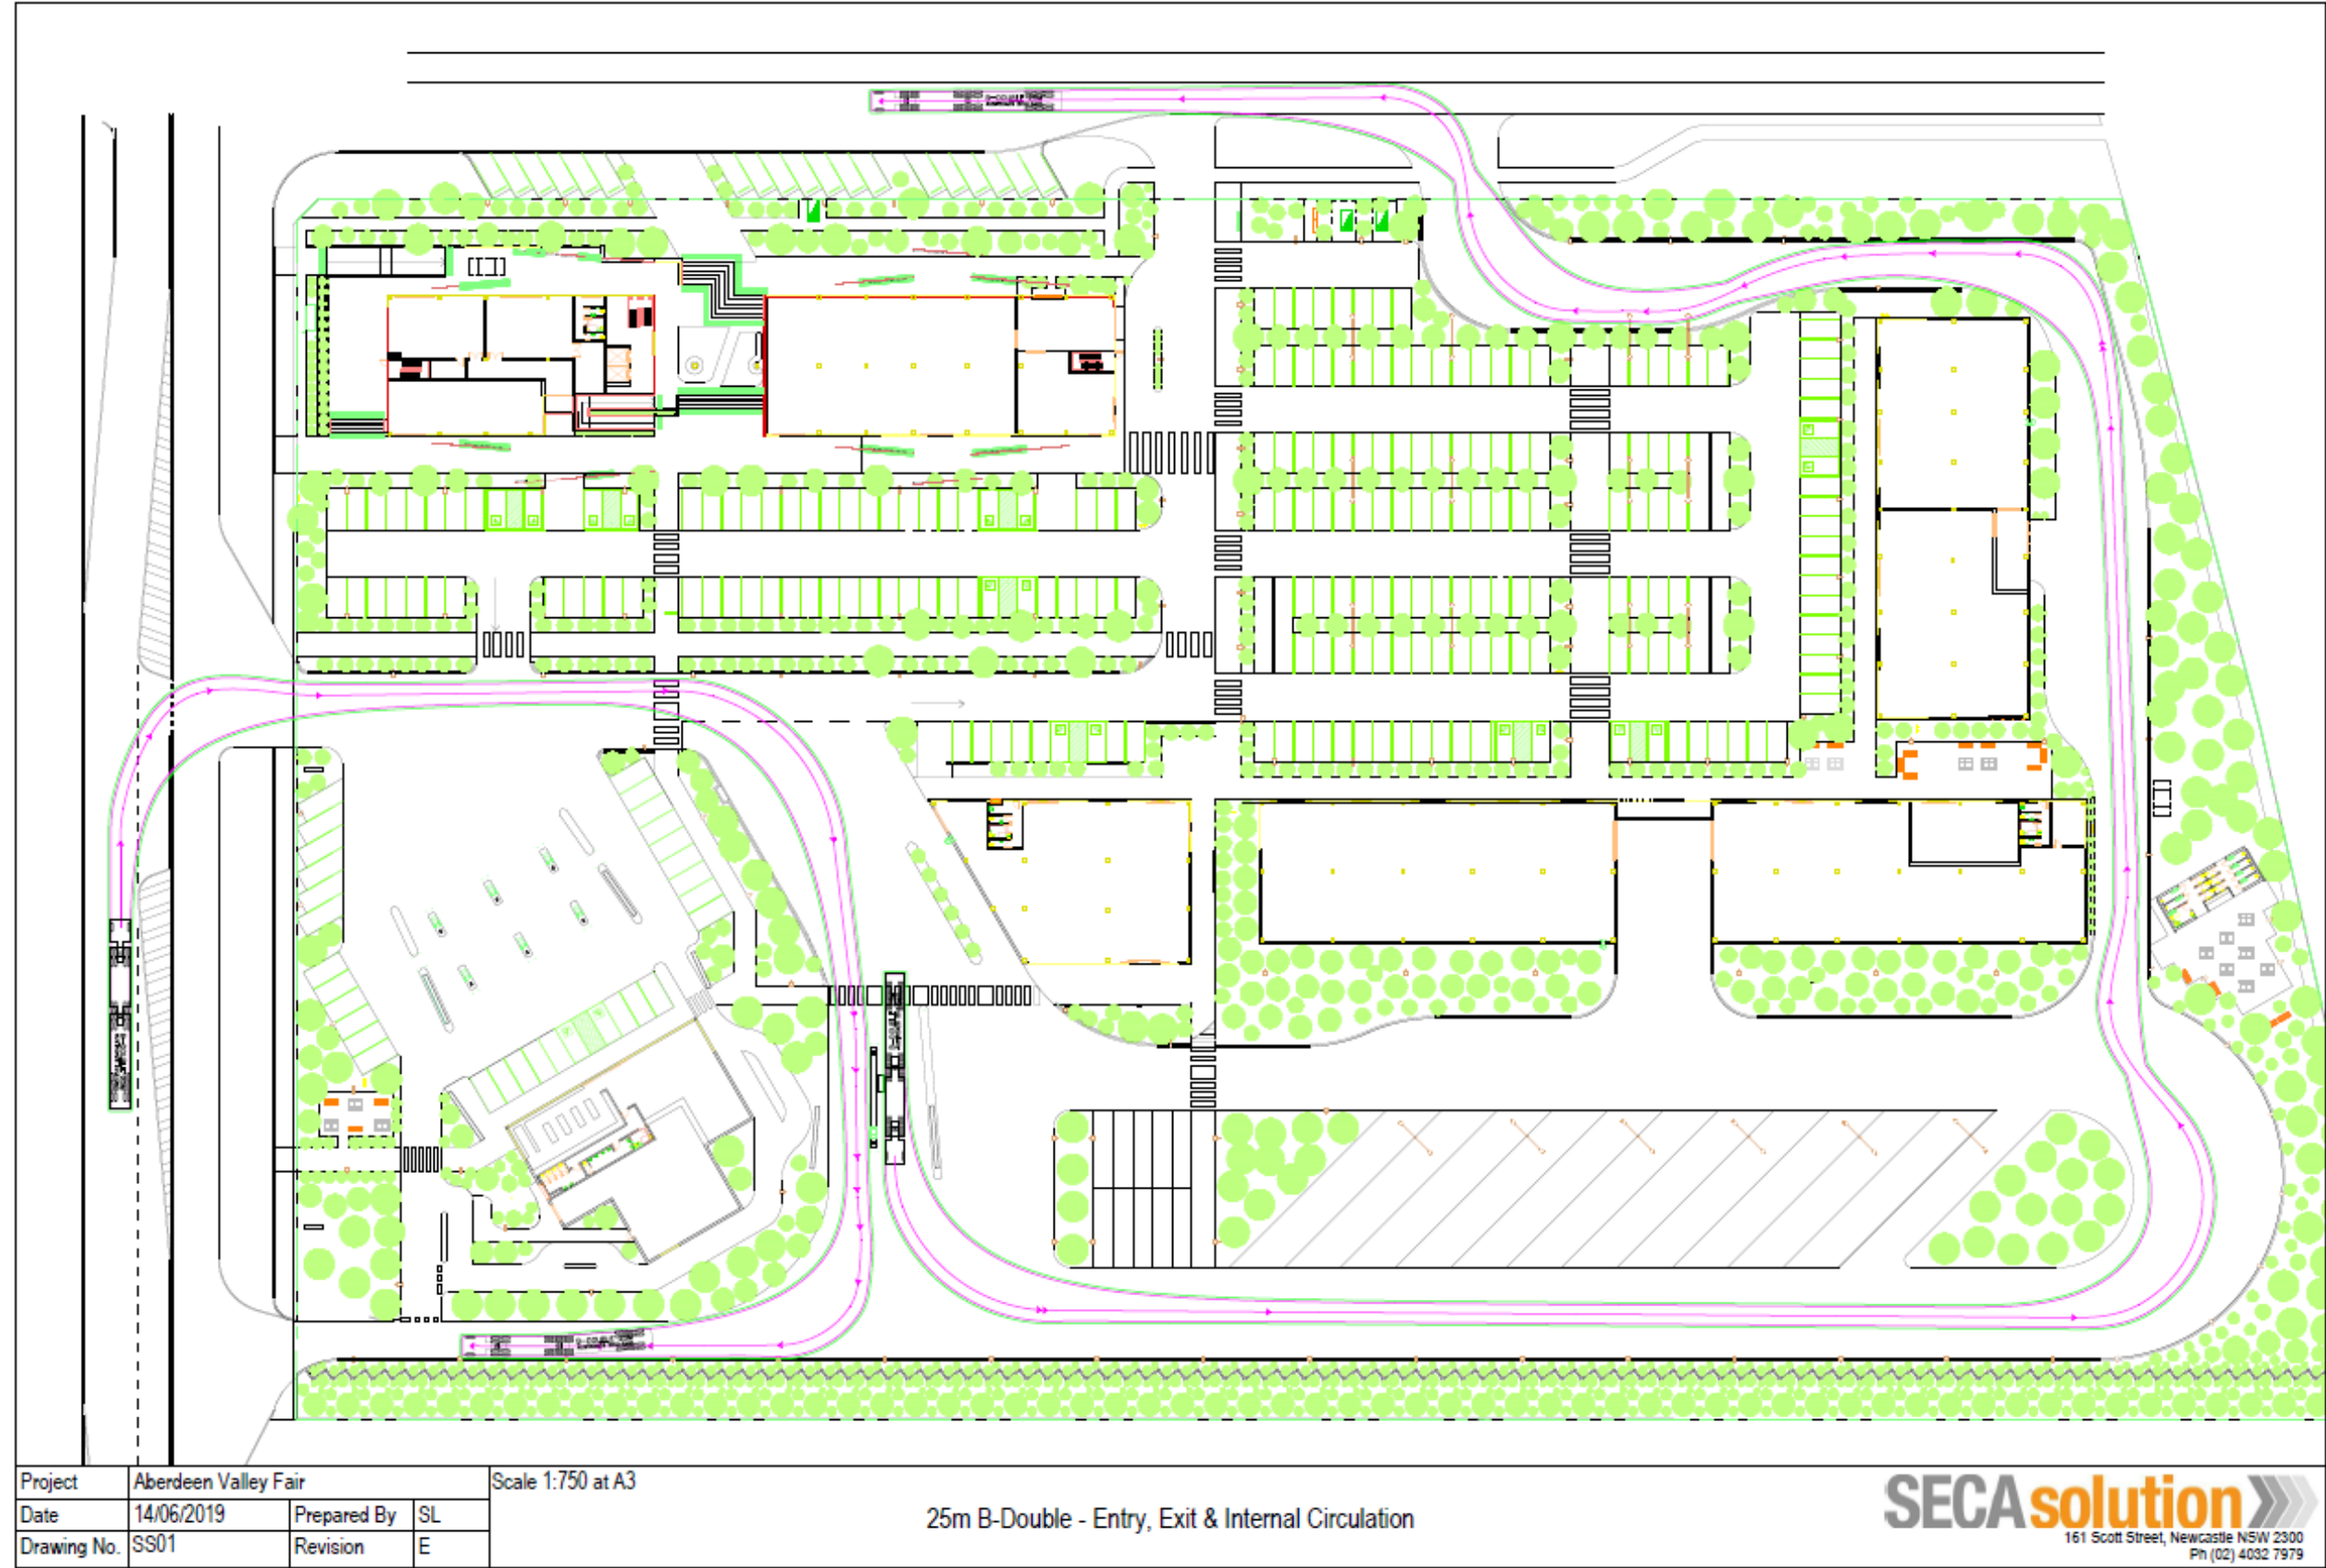 Project Aberdeen Valley Fair
Scale 1:750 at A3
Date 14/06/2019 Prepared By SL
Drawing No. SS01 Revision E
25m B-Double - Entry, Exit & Internal Circulation
SECAsolution
161 Scott Street, Newcastle NSW 2300
Ph (02) 4032 7979